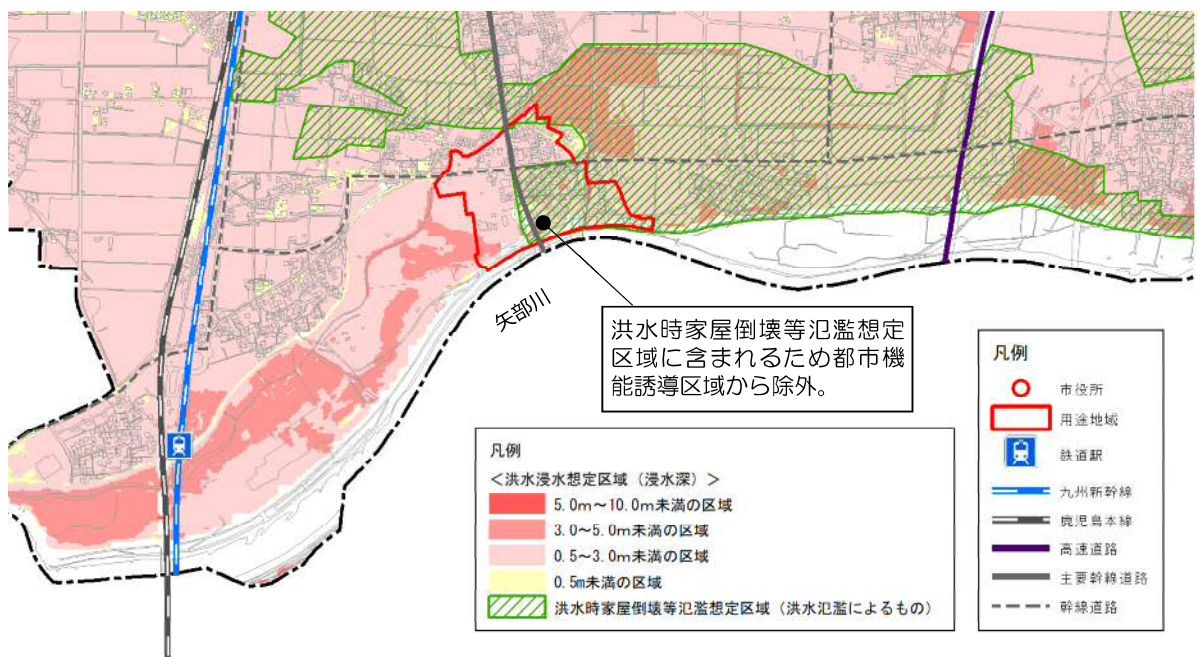 矢部川
洪水時家屋倒壊等氾濫想定
区域に含まれるため都市機
能誘導区域から除外。
凡例
<洪水浸水想定区域(浸水深)>
5.0m~10.0m未満の区域
3.0~5.0m未満の区域
0.5~3.0m未満の区域
0.5m未満の区域
洪水時家屋倒壊等氾濫想定区域(洪水氾濫によるもの)
凡例
市役所
用途地域
鉄道駅
九州新幹線
鹿児島本線
高速道路
主要幹線道路
幹線道路